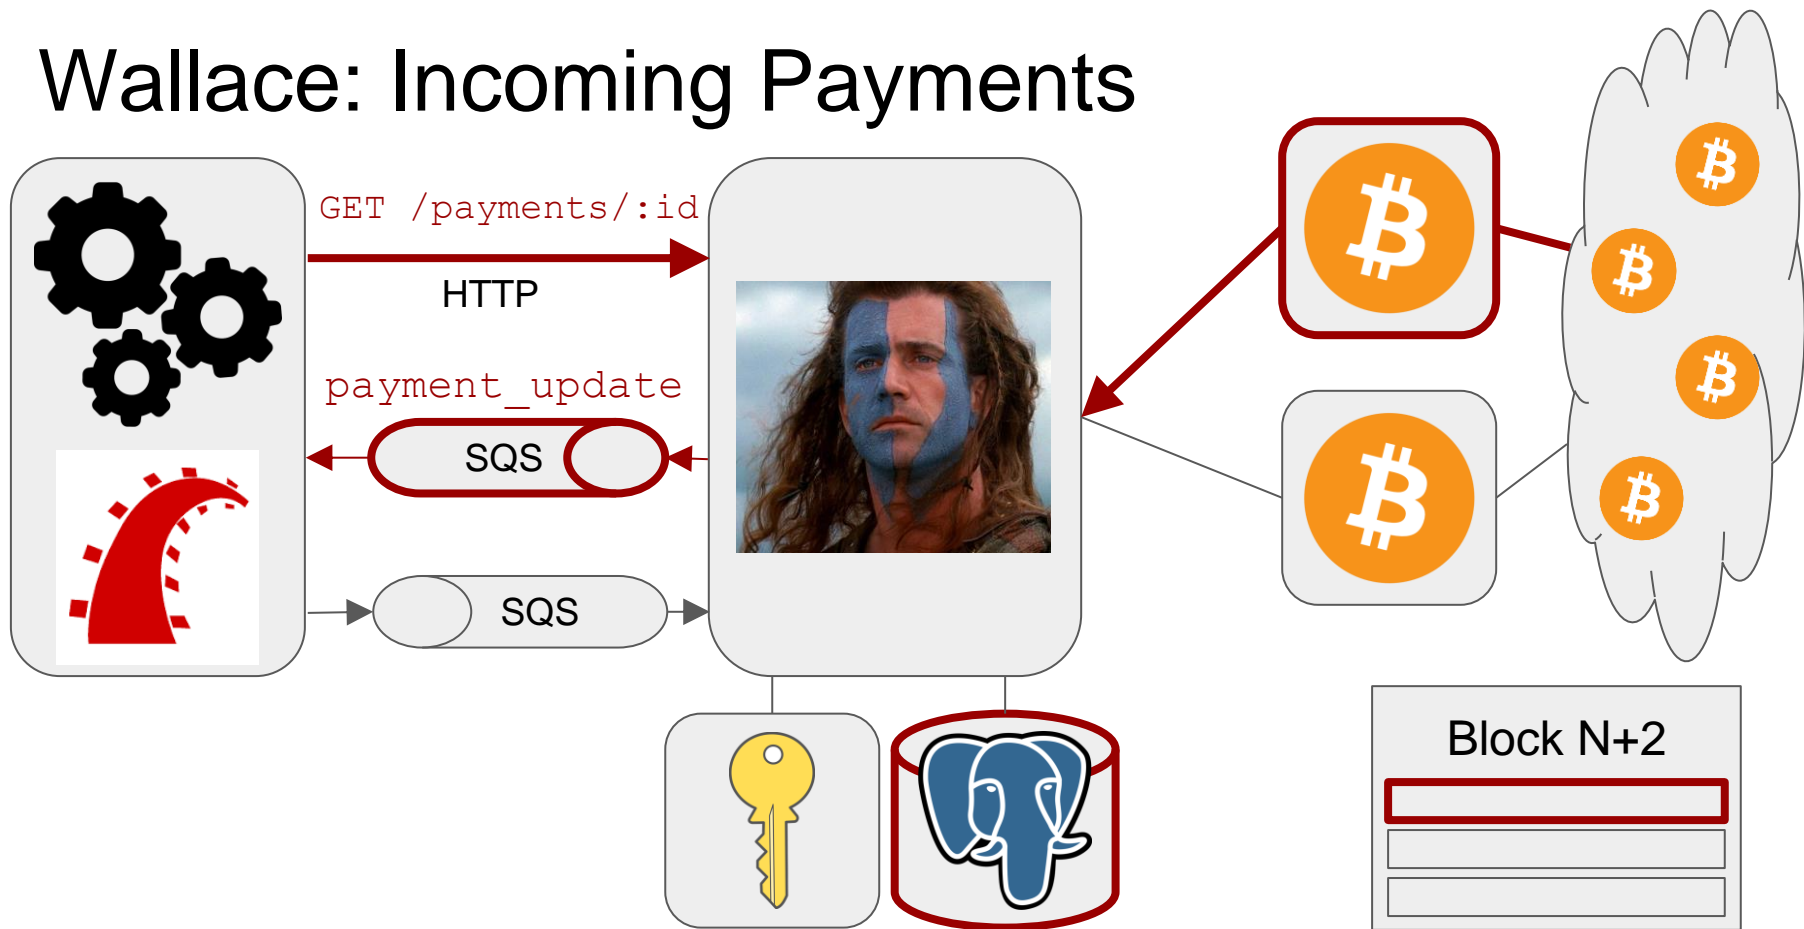 Wallace: Incoming Payments
GET /payments/:id
HTTP
payment_update
SQS
SQS
Block N+2